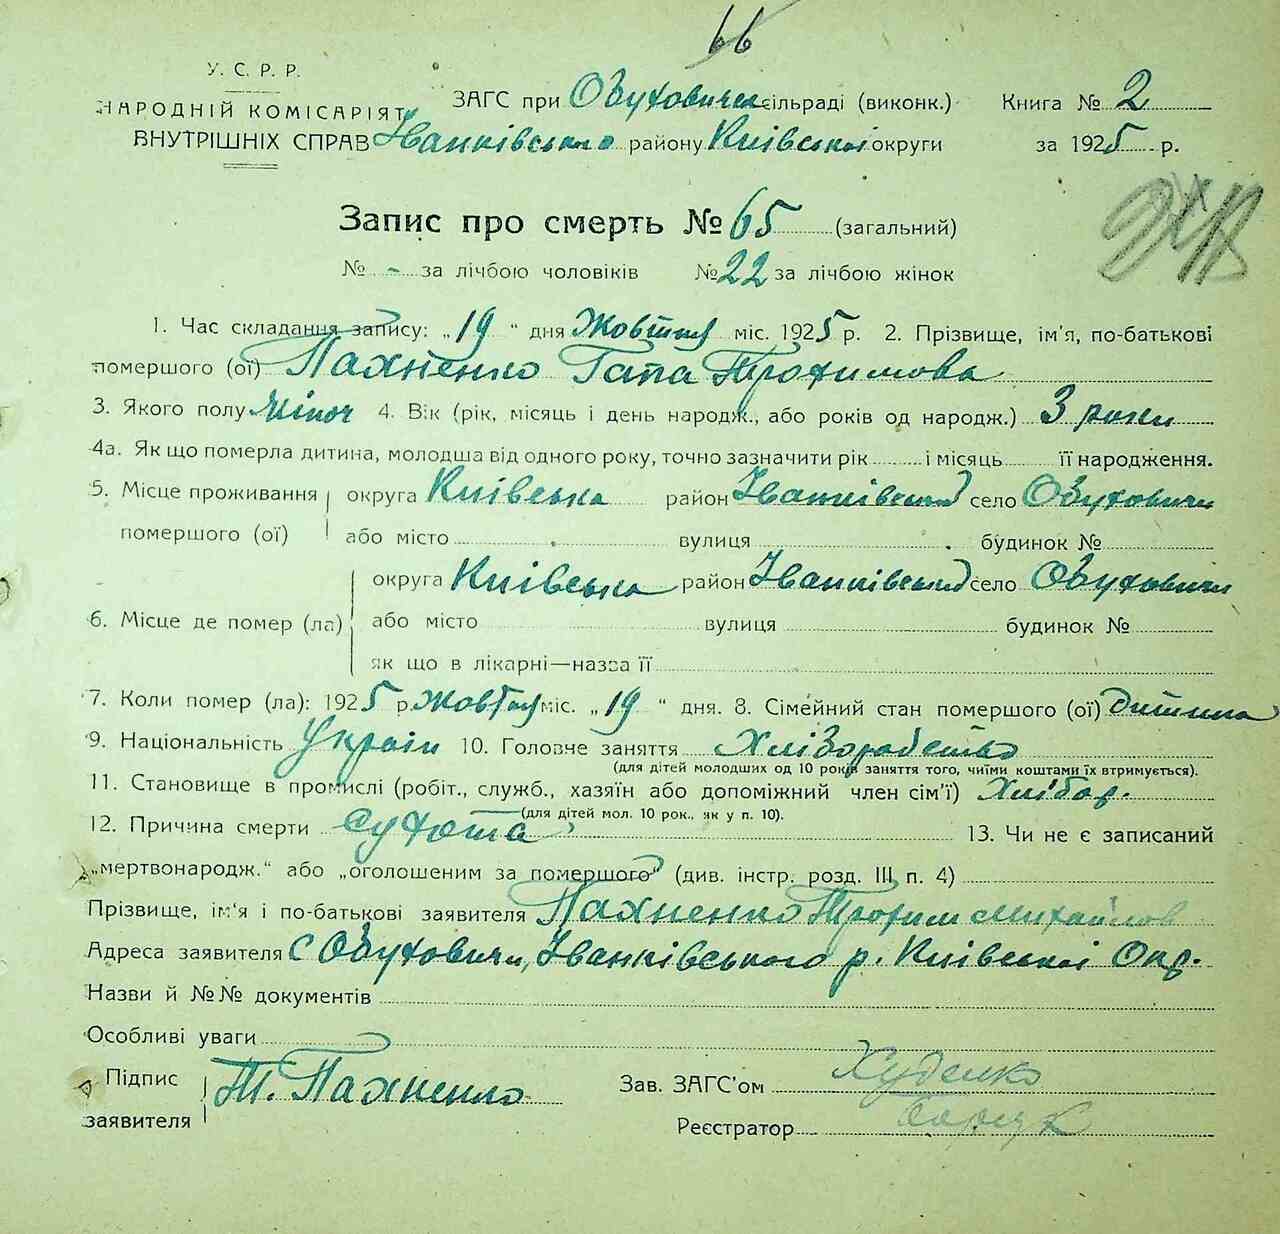 66
У. С. Р. Р.
НАРОДНІЙ КОМІСАРІЯТ
ВНУТРІШНІХ СПРАВ
ЗАГС при Обуховичи сільраді (виконк.) Книга № 2
Іванківського району Київської округи за 1925 р.
Запис про смерть № 65 (загальний)
№ - за лічбою чоловіків № 22 за лічбою жінок
1. Час складання запису: „19“ дня Жовтня міс. 1925 р. 2. Прізвище, ім'я, по-батькові
помершого (ої) Пахненко Гапа Трохимова
3. Якого полу жіноч 4. Вік (рік, місяць і день народж., або років од народж.) 3 роки
4а. Як що померла дитина, молодша від одного року, точно зазначити рік і місяць її народження.
5. Місце проживання округа Київська район Іванківський село Обуховичи
помершого (ої) або місто вулиця будинок №
округа Київська район Іванківський село Обуховичи
6. Місце де помер (ла) або місто вулиця будинок №
як що в лікарні—назва її
7. Коли помер (ла): 1925 р. жовтня міс. „19“ дня. 8. Сімейний стан помершого (ої) дитина
9. Національність Україн 10. Головне заняття Хліборобство
(для дітей молодших од 10 років заняття того, чиїми коштами їх втримується).
11. Становище в промислі (робіт., служб., хазяїн або допоміжний член сім'ї) Хлібор.
(для дітей мол. 10 рок., як у п. 10).
12. Причина смерти сухота 13. Чи не є записаний
„мертвонародж.“ або „оголошеним за помершого“ (див. інстр. розд. III п. 4)
Прізвище, ім'я і по-батькові заявителя Пахненко Трохим Михайлов
Адреса заявителя С Обуховичи, Іванківського р. Київської Окр.
Назви й №№ документів
Особливі уваги
Підпис заявителя Т. Пахненко
Зав. ЗАГС'ом Худенко
Реєстратор